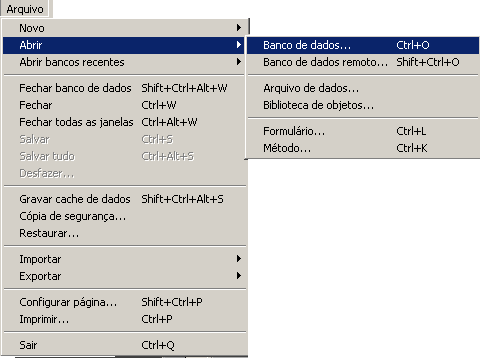 Arquivo
Novo
Abrir
Abrir bancos recentes
Fechar banco de dados Shift+Ctrl+Alt+W
Fechar Ctrl+W
Fechar todas as janelas Ctrl+Alt+W
Salvar Ctrl+S
Salvar tudo Ctrl+Alt+S
Desfazer...
Gravar cache de dados Shift+Ctrl+Alt+S
Cópia de segurança...
Restaurar...
Importar
Exportar
Configurar página... Shift+Ctrl+P
Imprimir... Ctrl+P
Sair Ctrl+Q
Banco de dados... Ctrl+O
Banco de dados remoto... Shift+Ctrl+O
Arquivo de dados...
Biblioteca de objetos...
Formulário... Ctrl+L
Método... Ctrl+K